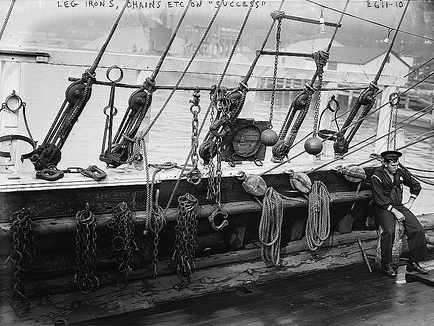 LEG IRONS, CHAINS ETC ON "SUCCESS" 2611-10